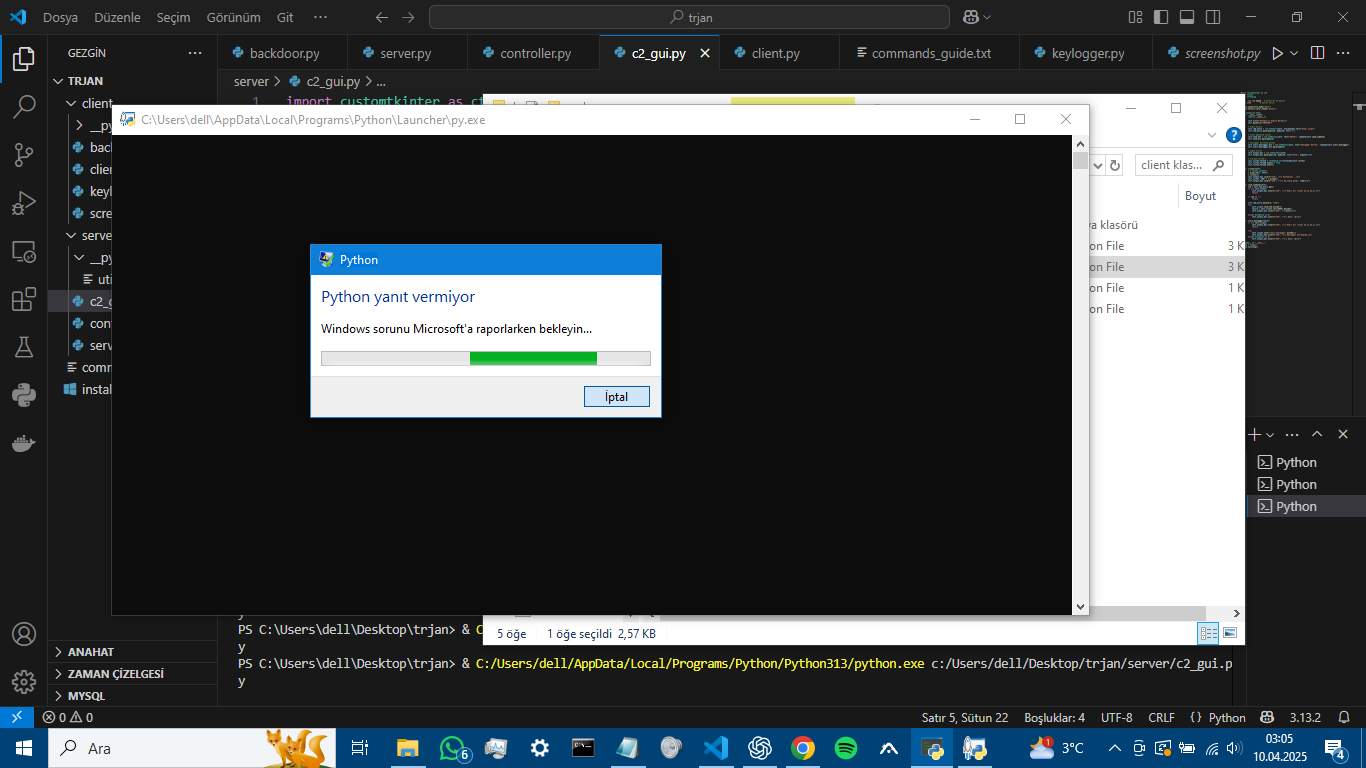 Dosya Düzenle Seçim Görünüm Git ··· trjan
GEZGİN
backdoor.py server.py controller.py c2_gui.py client.py commands_guide.txt keylogger.py screenshot.py
TRJAN
server > c2_gui.py > ...
client
1 import customtkinter as
C:\Users\dell\AppData\Local\Programs\Python\Launcher\py.exe
__py
back
clie
keyl
scre
serve
__py
uti
c2_g
con
serv
comm
instal
client klas...
Boyut
a klasörü
on File 3 K
on File 3 K
on File 1 K
on File 1 K
Python
Python yanıt vermiyor
Windows sorunu Microsoft'a raporlarken bekleyin...
İptal
Python
Python
Python
5 öğe 1 öğe seçildi 2,57 KB
y
PS C:\Users\dell\Desktop\trjan> & C
y
PS C:\Users\dell\Desktop\trjan> & C:/Users/dell/AppData/Local/Programs/Python/Python313/python.exe c:/Users/dell/Desktop/trjan/server/c2_gui.p
y
ANAHAT
ZAMAN ÇİZELGESİ
MYSQL
0 0 Satır 5, Sütun 22 Boşluklar: 4 UTF-8 CRLF {} Python 3.13.2
Ara
6
1
3°C
03:05
10.04.2025
4